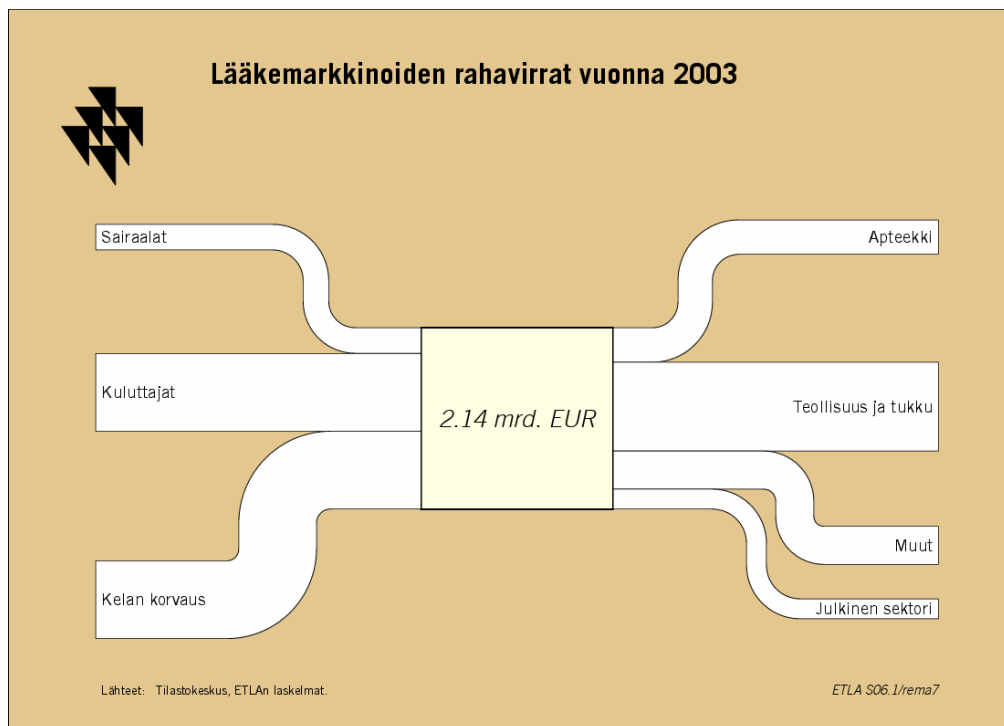 Lääkemarkkinoiden rahavirrat vuonna 2003
Sairaalat
Apteekki
Kuluttajat
2.14 mrd. EUR
Teollisuus ja tukku
Muut
Kelan korvaus
Julkinen sektori
Lähteet: Tilastokeskus, ETLAn laskelmat.
ETLA S06.1/rema7